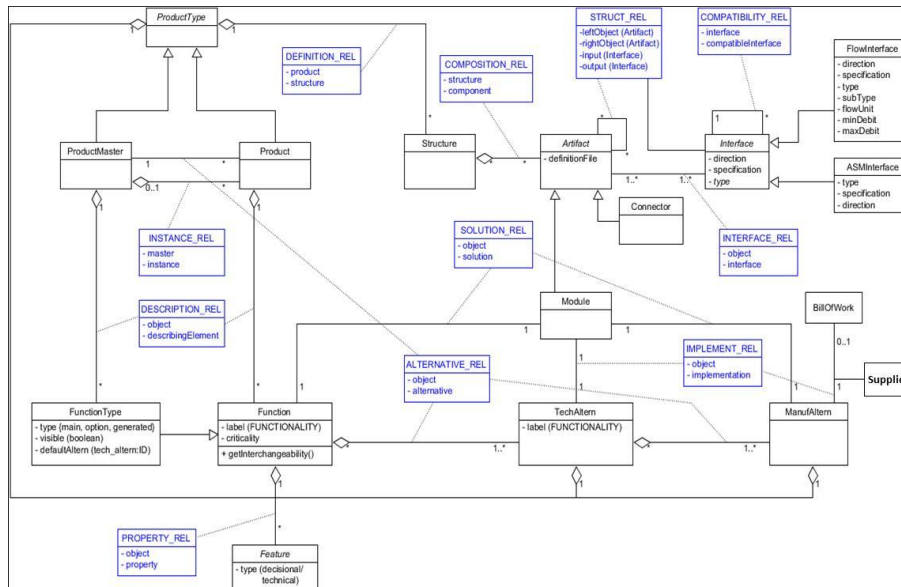 ProductType
1
1
DEFINITION_REL
- product
- structure
COMPOSITION_REL
- structure
- component
STRUCT_REL
-leftObject (Artifact)
-rightObject (Artifact)
-input (Interface)
-output (Interface)
COMPATIBILITY_REL
- interface
- compatibleInterface
FlowInterface
- direction
- specification
- type
- subType
- flowUnit
- minDebit
- maxDebit
ProductMaster
1
*
0..1
*
1
Product
1
*
Structure
*
*
Artifact
- definitionFile
*
*
1..*
1..*
1
*
Interface
- direction
- specification
- type
ASMInterface
- type
- specification
- direction
Connector
INSTANCE_REL
- master
- instance
SOLUTION_REL
- object
- solution
INTERFACE_REL
- object
- interface
DESCRIPTION_REL
- object
- describingElement
Module
1
1
1
BillOfWork
0..1
ALTERNATIVE_REL
- object
- alternative
IMPLEMENT_REL
- object
- implementation
Supplie
*
*
1
1
1
1
FunctionType
- type (main, option, generated)
- visible (boolean)
- defaultAltern (tech_altern:ID)
Function
- label (FUNCTIONALITY)
- criticality
+ getInterchangeability()
*
1..*
TechAltern
- label (FUNCTIONALITY)
*
1..*
ManufAltern
1
1
1
PROPERTY_REL
- object
- property
*
Feature
- type (decisional/
technical)